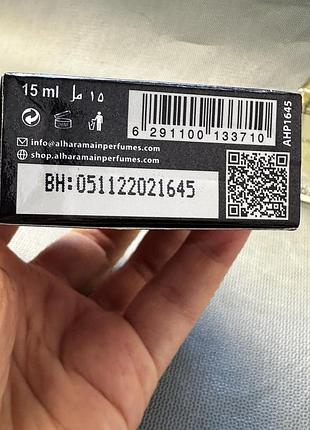 15 ml ١٥ مل
6 291100 133710
AHP1645
info@alharamainperfumes.com
shop.alharamainperfumes.com
BH:051122021645